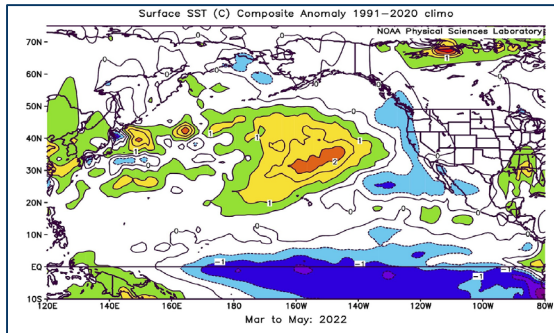 Surface SST (C) Composite Anomaly 1991-2020 climo
NOAA Physical Sciences Laboratory
70N
60N
50N
40N
30N
20N
10N
EQ
10S
120E 140E 160E 180 160W 140W 120W 100W 80W
Mar to May: 2022